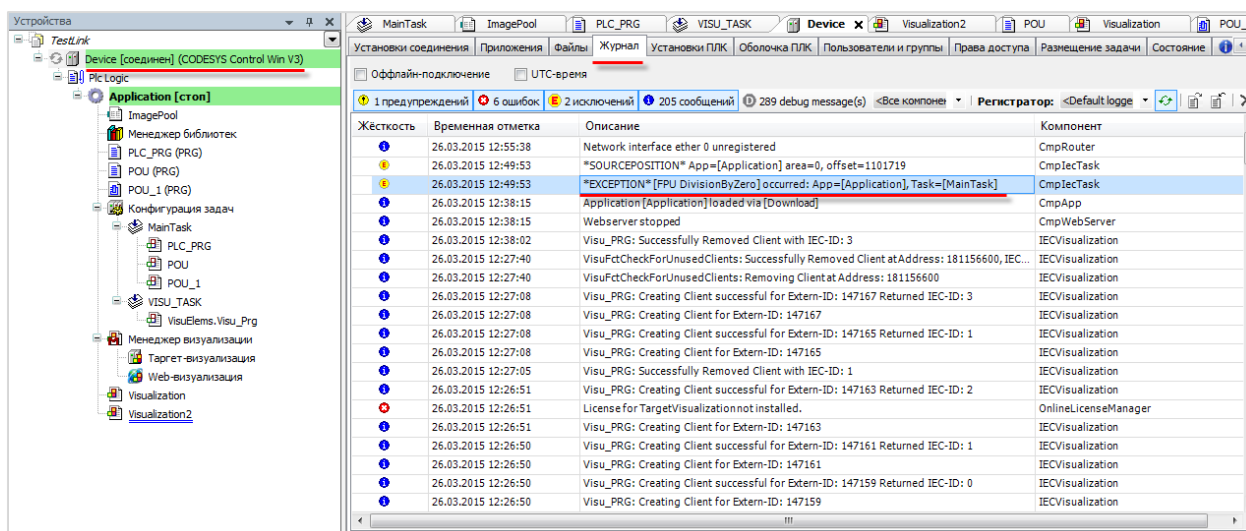 Устройства
TestLink
Device [соединен] (CODESYS Control Win V3)
Plc Logic
Application [стоп]
ImagePool
Менеджер библиотек
PLC_PRG (PRG)
POU (PRG)
POU_1 (PRG)
Конфигурация задач
MainTask
PLC_PRG
POU
POU_1
VISU_TASK
VisuElems.Visu_Prg
Менеджер визуализации
Таргет-визуализация
Web-визуализация
Visualization
Visualization2
MainTask ImagePool PLC_PRG VISU_TASK Device Visualization2 POU Visualization POU_
Установки соединения Приложения Файлы Журнал Установки ПЛК Оболочка ПЛК Пользователи и группы Права доступа Размещение задачи Состояние
Оффлайн-подключение UTC-время
1 предупреждений 6 ошибок 2 исключений 205 сообщений 289 debug message(s) <Все компонен Регистратор: <Default logge
Жёсткость Временная отметка Описание Компонент
26.03.2015 12:55:38 Network interface ether 0 unregistered CmpRouter
26.03.2015 12:49:53 *SOURCEPOSITION* App=[Application] area=0, offset=1101719 CmpIecTask
26.03.2015 12:49:53 *EXCEPTION* [FPU DivisionByZero] occurred: App=[Application], Task=[MainTask] CmpIecTask
26.03.2015 12:38:15 Application [Application] loaded via [Download] CmpApp
26.03.2015 12:38:15 Webserver stopped CmpWebServer
26.03.2015 12:38:02 Visu_PRG: Successfully Removed Client with IEC-ID: 3 IECVisualization
26.03.2015 12:27:40 VisuFctCheckForUnusedClients: Successfully Removed Client at Address: 181156600, IEC... IECVisualization
26.03.2015 12:27:40 VisuFctCheckForUnusedClients: Removing Client at Address: 181156600 IECVisualization
26.03.2015 12:27:08 Visu_PRG: Creating Client successful for Extern-ID: 147167 Returned IEC-ID: 3 IECVisualization
26.03.2015 12:27:08 Visu_PRG: Creating Client for Extern-ID: 147167 IECVisualization
26.03.2015 12:27:08 Visu_PRG: Creating Client successful for Extern-ID: 147165 Returned IEC-ID: 1 IECVisualization
26.03.2015 12:27:08 Visu_PRG: Creating Client for Extern-ID: 147165 IECVisualization
26.03.2015 12:27:05 Visu_PRG: Successfully Removed Client with IEC-ID: 1 IECVisualization
26.03.2015 12:26:51 Visu_PRG: Creating Client successful for Extern-ID: 147163 Returned IEC-ID: 2 IECVisualization
26.03.2015 12:26:51 License for TargetVisualization not installed. OnlineLicenseManager
26.03.2015 12:26:51 Visu_PRG: Creating Client for Extern-ID: 147163 IECVisualization
26.03.2015 12:26:50 Visu_PRG: Creating Client successful for Extern-ID: 147161 Returned IEC-ID: 1 IECVisualization
26.03.2015 12:26:50 Visu_PRG: Creating Client for Extern-ID: 147161 IECVisualization
26.03.2015 12:26:50 Visu_PRG: Creating Client successful for Extern-ID: 147159 Returned IEC-ID: 0 IECVisualization
26.03.2015 12:26:50 Visu_PRG: Creating Client for Extern-ID: 147159 IECVisualization